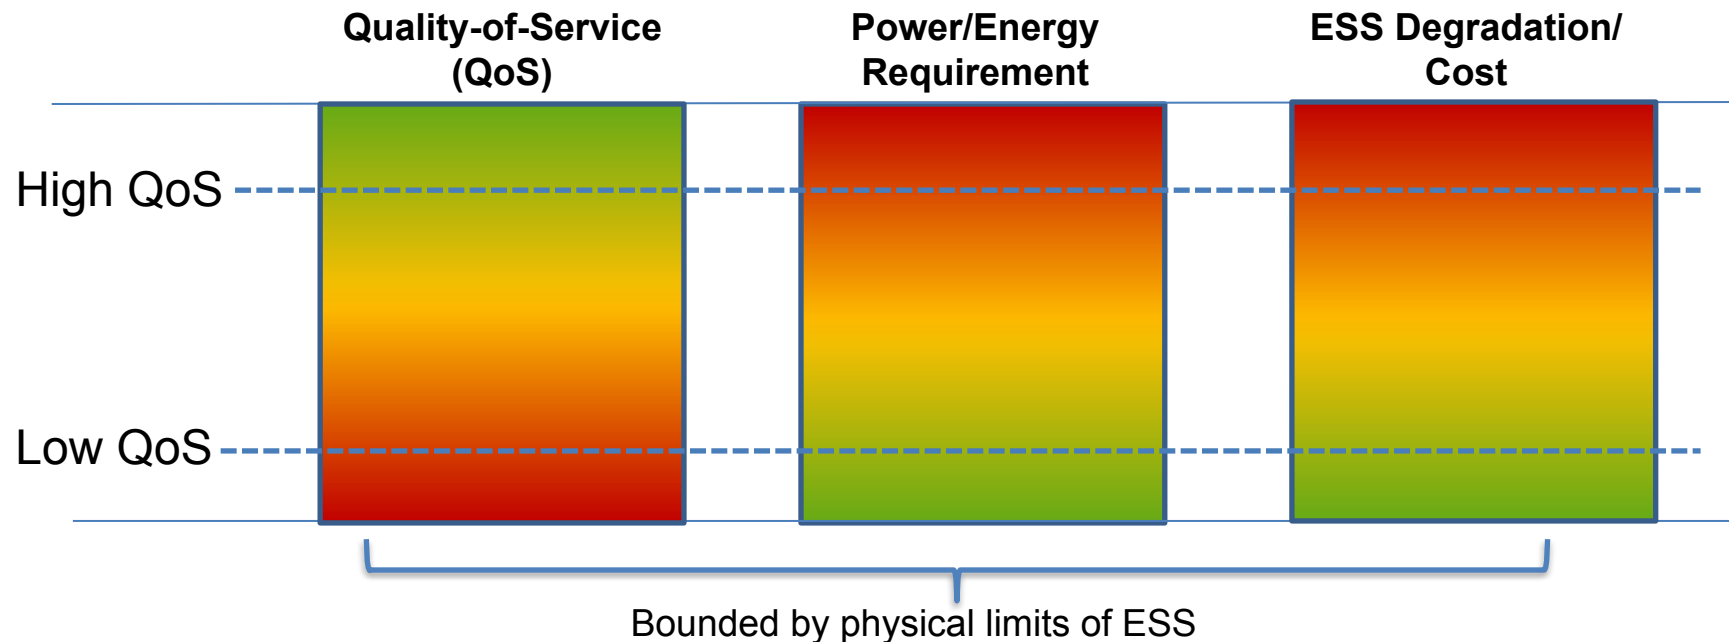 Quality-of-Service
(QoS)
Power/Energy
Requirement
ESS Degradation/
Cost
High QoS
Low QoS
Bounded by physical limits of ESS